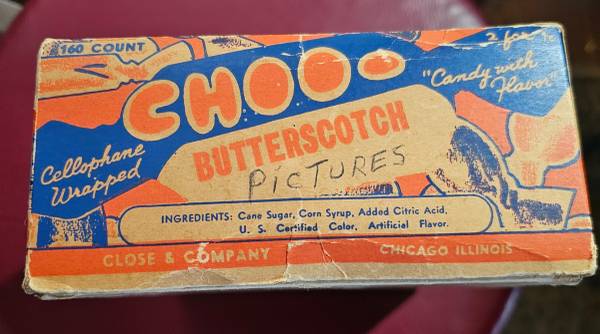 160 COUNT
2 for 1¢
CHOOO
"Candy with
Flavor"
Cellophane
Wrapped
BUTTERSCOTCH
PICTURES
INGREDIENTS: Cane Sugar, Corn Syrup, Added Citric Acid,
U. S. Certified Color, Artificial Flavor.
CLOSE & COMPANY CHICAGO ILLINOIS